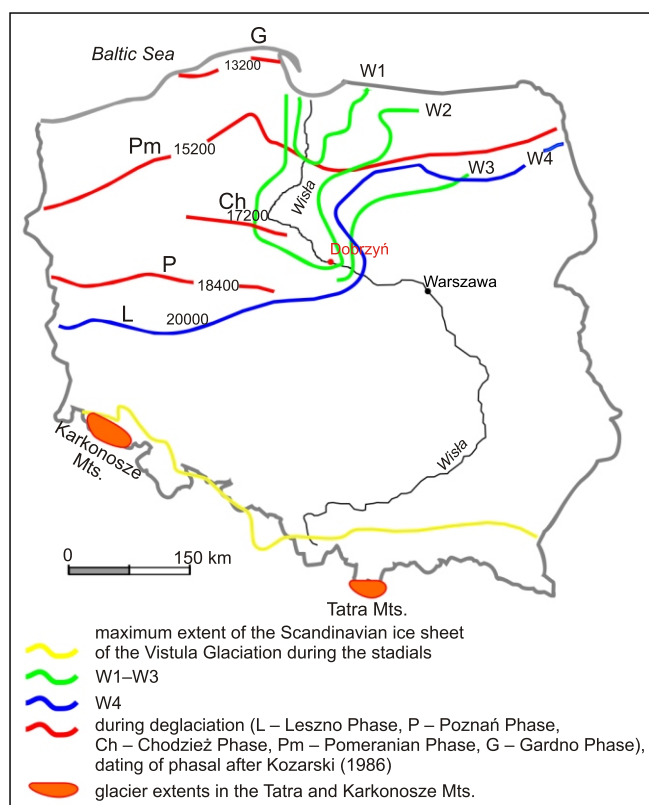 G
Baltic Sea
13200
W1
W2
Pm
15200
W3
W4
Ch
17200
Wisła
Dobrzyń
P
18400
Warszawa
L
20000
Karkonosze
Mts.
Wisła
0 150 km
Tatra Mts.
maximum extent of the Scandinavian ice sheet
of the Vistula Glaciation during the stadials
W1–W3
W4
during deglaciation (L – Leszno Phase, P – Poznań Phase,
Ch – Chodzież Phase, Pm – Pomeranian Phase, G – Gardno Phase),
dating of phasal after Kozarski (1986)
glacier extents in the Tatra and Karkonosze Mts.